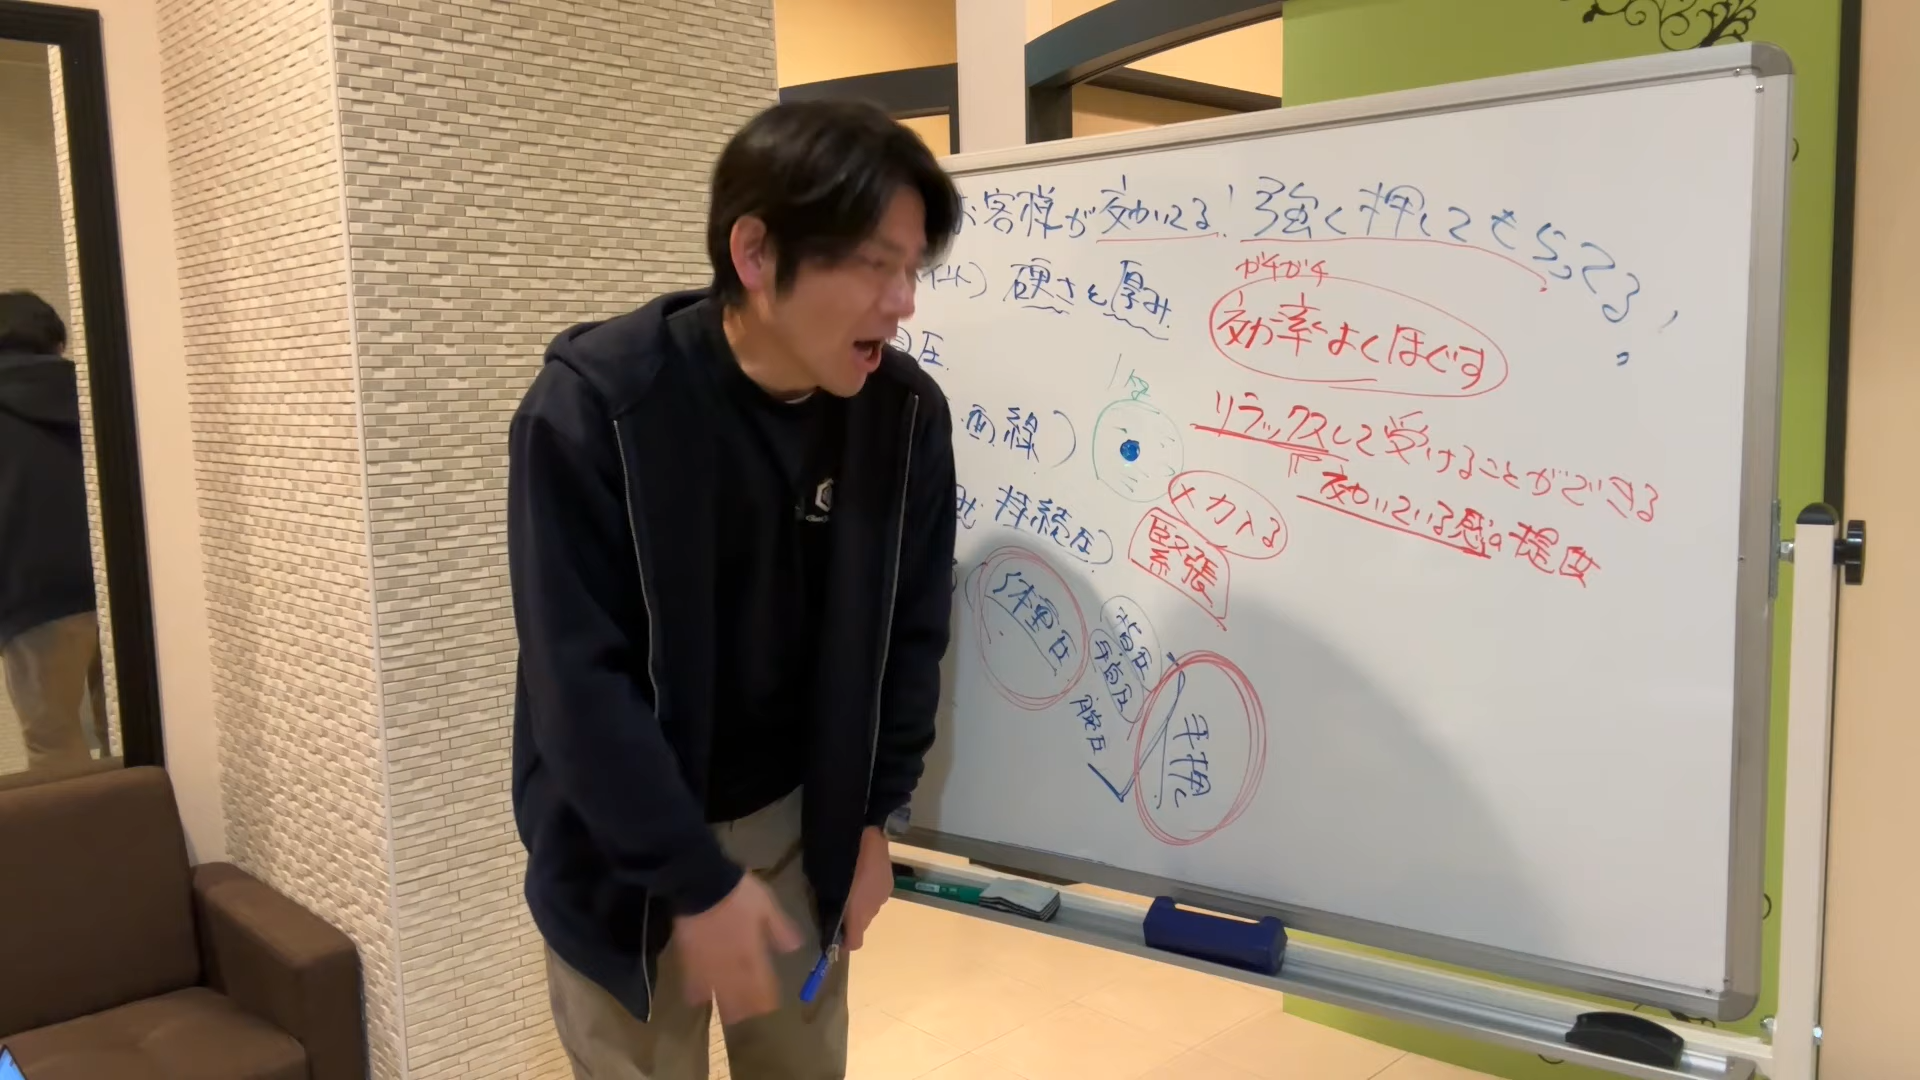 お客様が効いてる!強く押してもらってる!
?
硬さと厚み
ガチガチ
効率よくほぐす
圧
1kg
面 線)
リラックスして受けることができる
効いている感の提供
持続圧)
×力入る
緊張
体重圧
指圧
手根圧
腕圧
手掴し